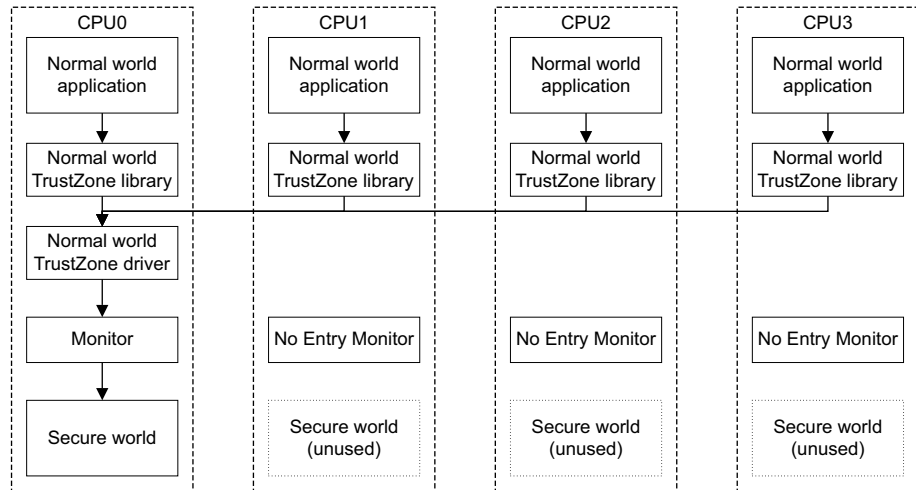 CPU0
CPU1
CPU2
CPU3
Normal world
application
Normal world
application
Normal world
application
Normal world
application
Normal world
TrustZone library
Normal world
TrustZone library
Normal world
TrustZone library
Normal world
TrustZone library
Normal world
TrustZone driver
Monitor
No Entry Monitor
No Entry Monitor
No Entry Monitor
Secure world
Secure world
(unused)
Secure world
(unused)
Secure world
(unused)